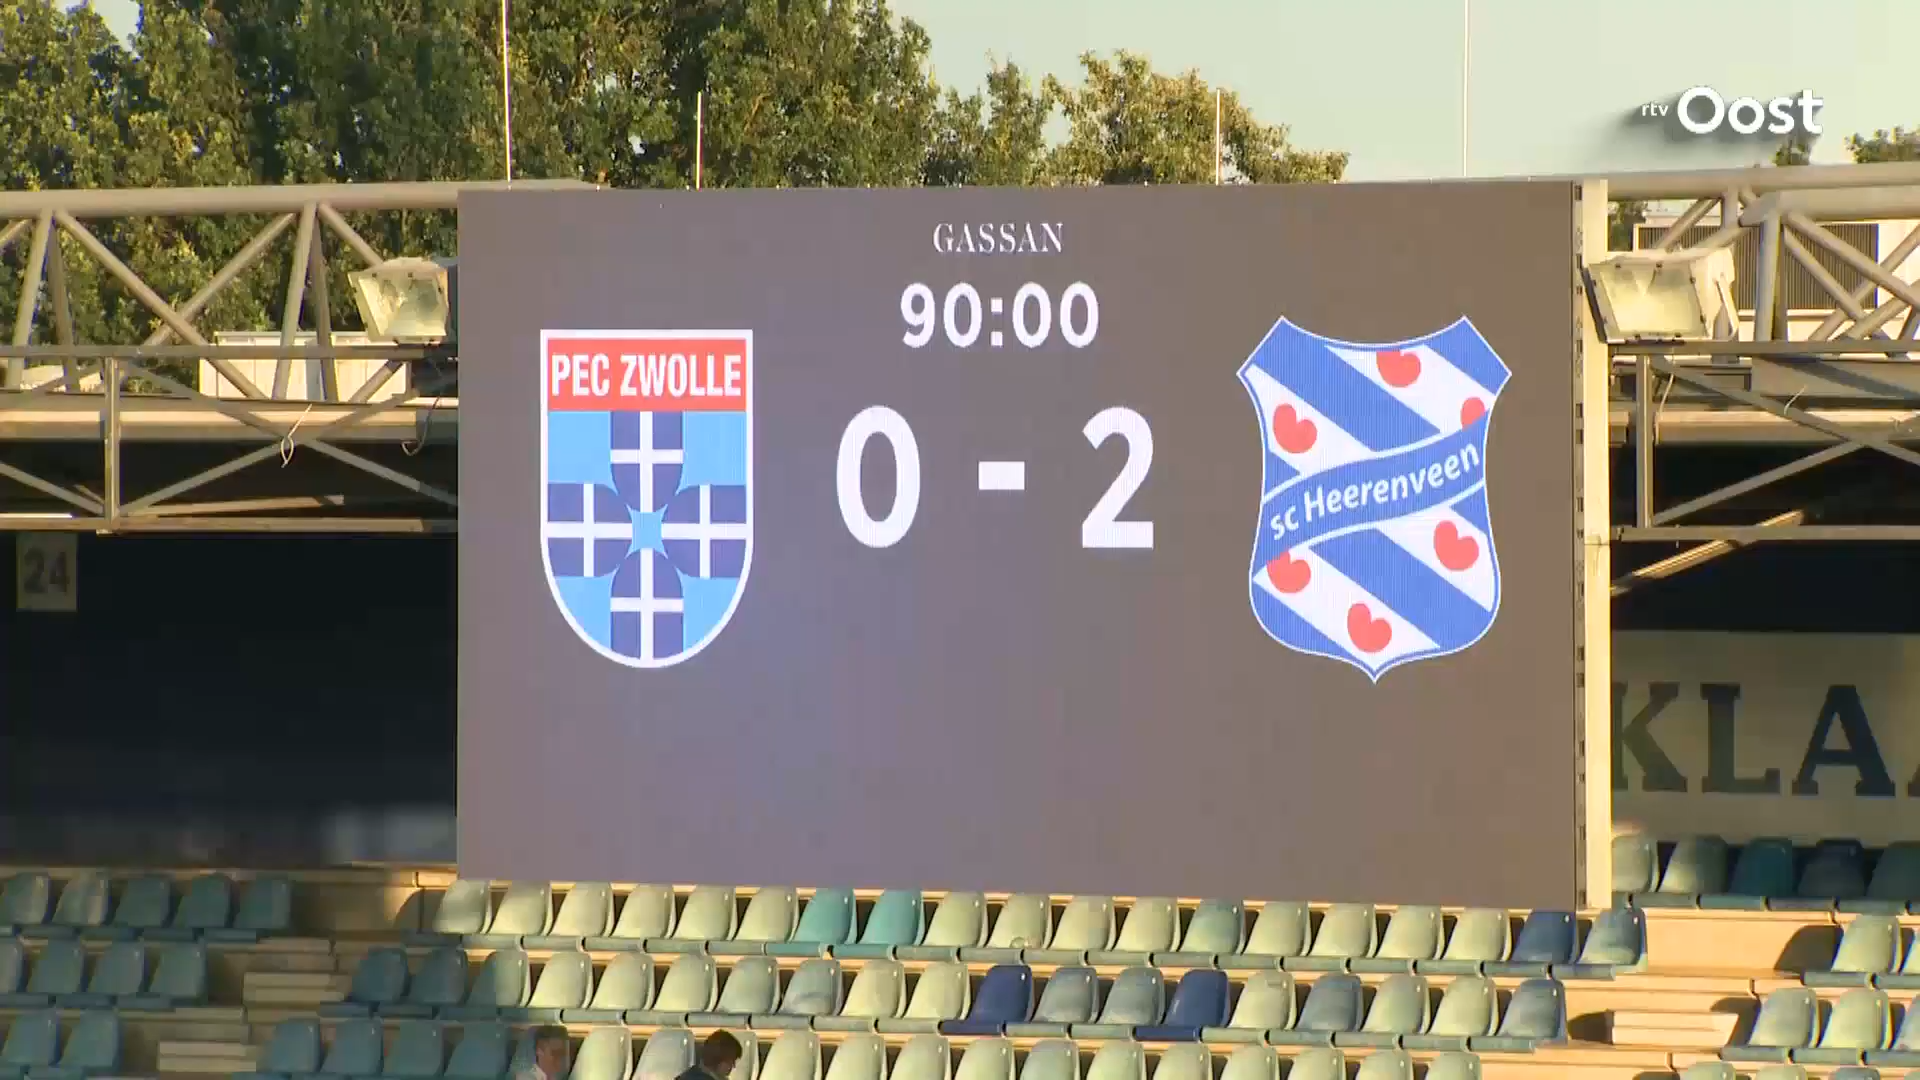 rtv Oost
GASSAN
90:00
PEC ZWOLLE
0 - 2
sc Heerenveen
24
KLA